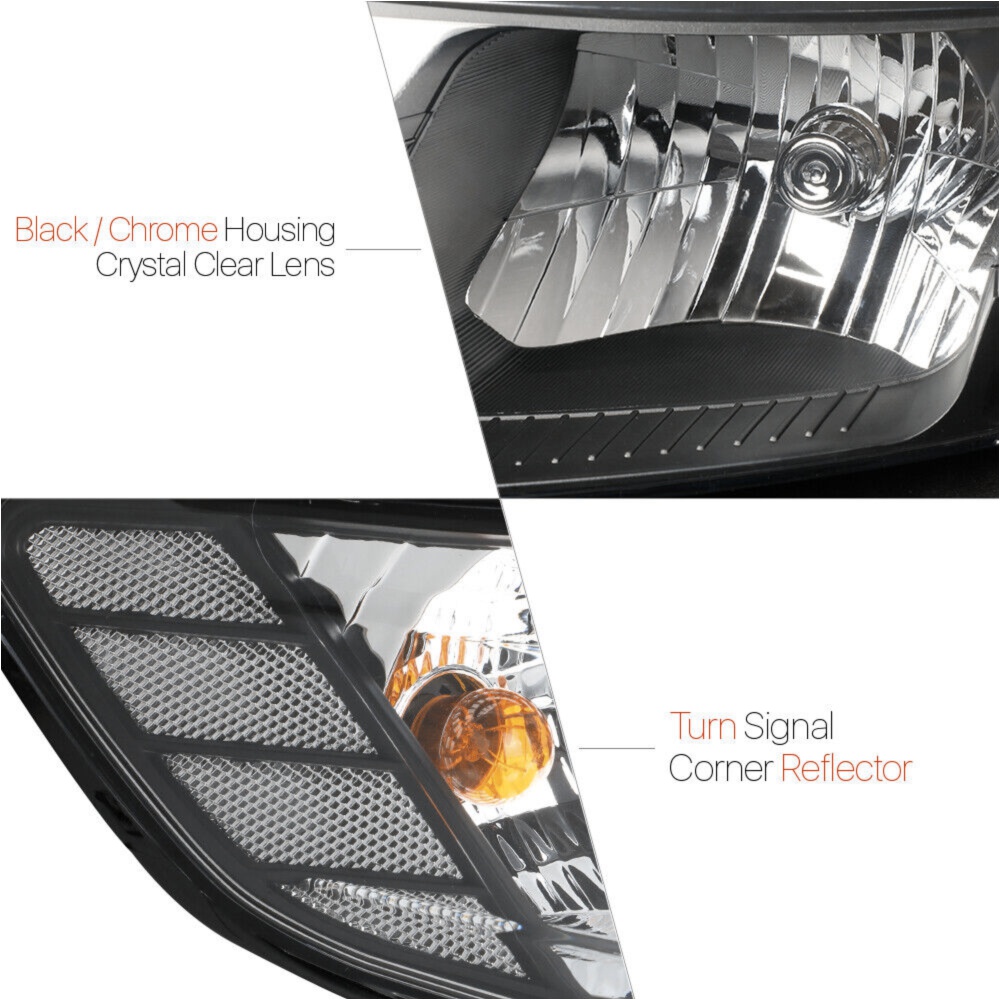 Black / Chrome Housing
Crystal Clear Lens
Turn Signal
Corner Reflector